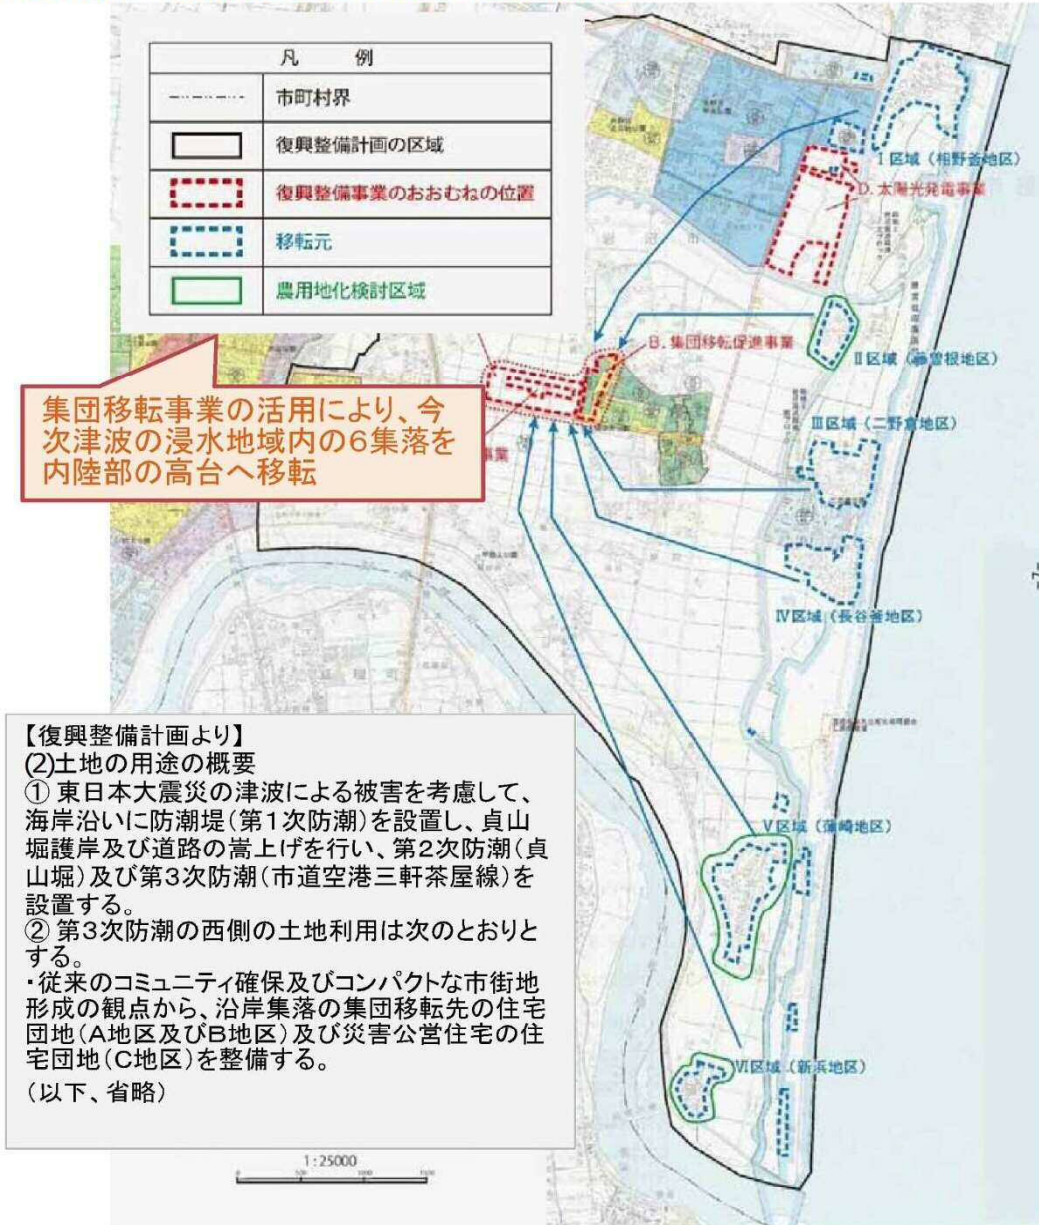 凡 例
市町村界
復興整備計画の区域
復興整備事業のおおむねの位置
移転元
農用地化検討区域
集団移転事業の活用により、今
次津波の浸水地域内の6集落を
内陸部の高台へ移転
Ⅰ区域(相野釜地区)
D.太陽光発電事業
B.集団移転促進事業
Ⅱ区域(藤曽根地区)
Ⅲ区域(二野倉地区)
事業
Ⅳ区域(長谷釜地区)
Ⅴ区域(蒲崎地区)
Ⅵ区域(新浜地区)
【復興整備計画より】
(2)土地の用途の概要
① 東日本大震災の津波による被害を考慮して、
海岸沿いに防潮堤(第1次防潮)を設置し、貞山
堀護岸及び道路の嵩上げを行い、第2次防潮(貞
山堀)及び第3次防潮(市道空港三軒茶屋線)を
設置する。
② 第3次防潮の西側の土地利用は次のとおりと
する。
・従来のコミュニティ確保及びコンパクトな市街地
形成の観点から、沿岸集落の集団移転先の住宅
団地(A地区及びB地区)及び災害公営住宅の住
宅団地(C地区)を整備する。
(以下、省略)
1:25000